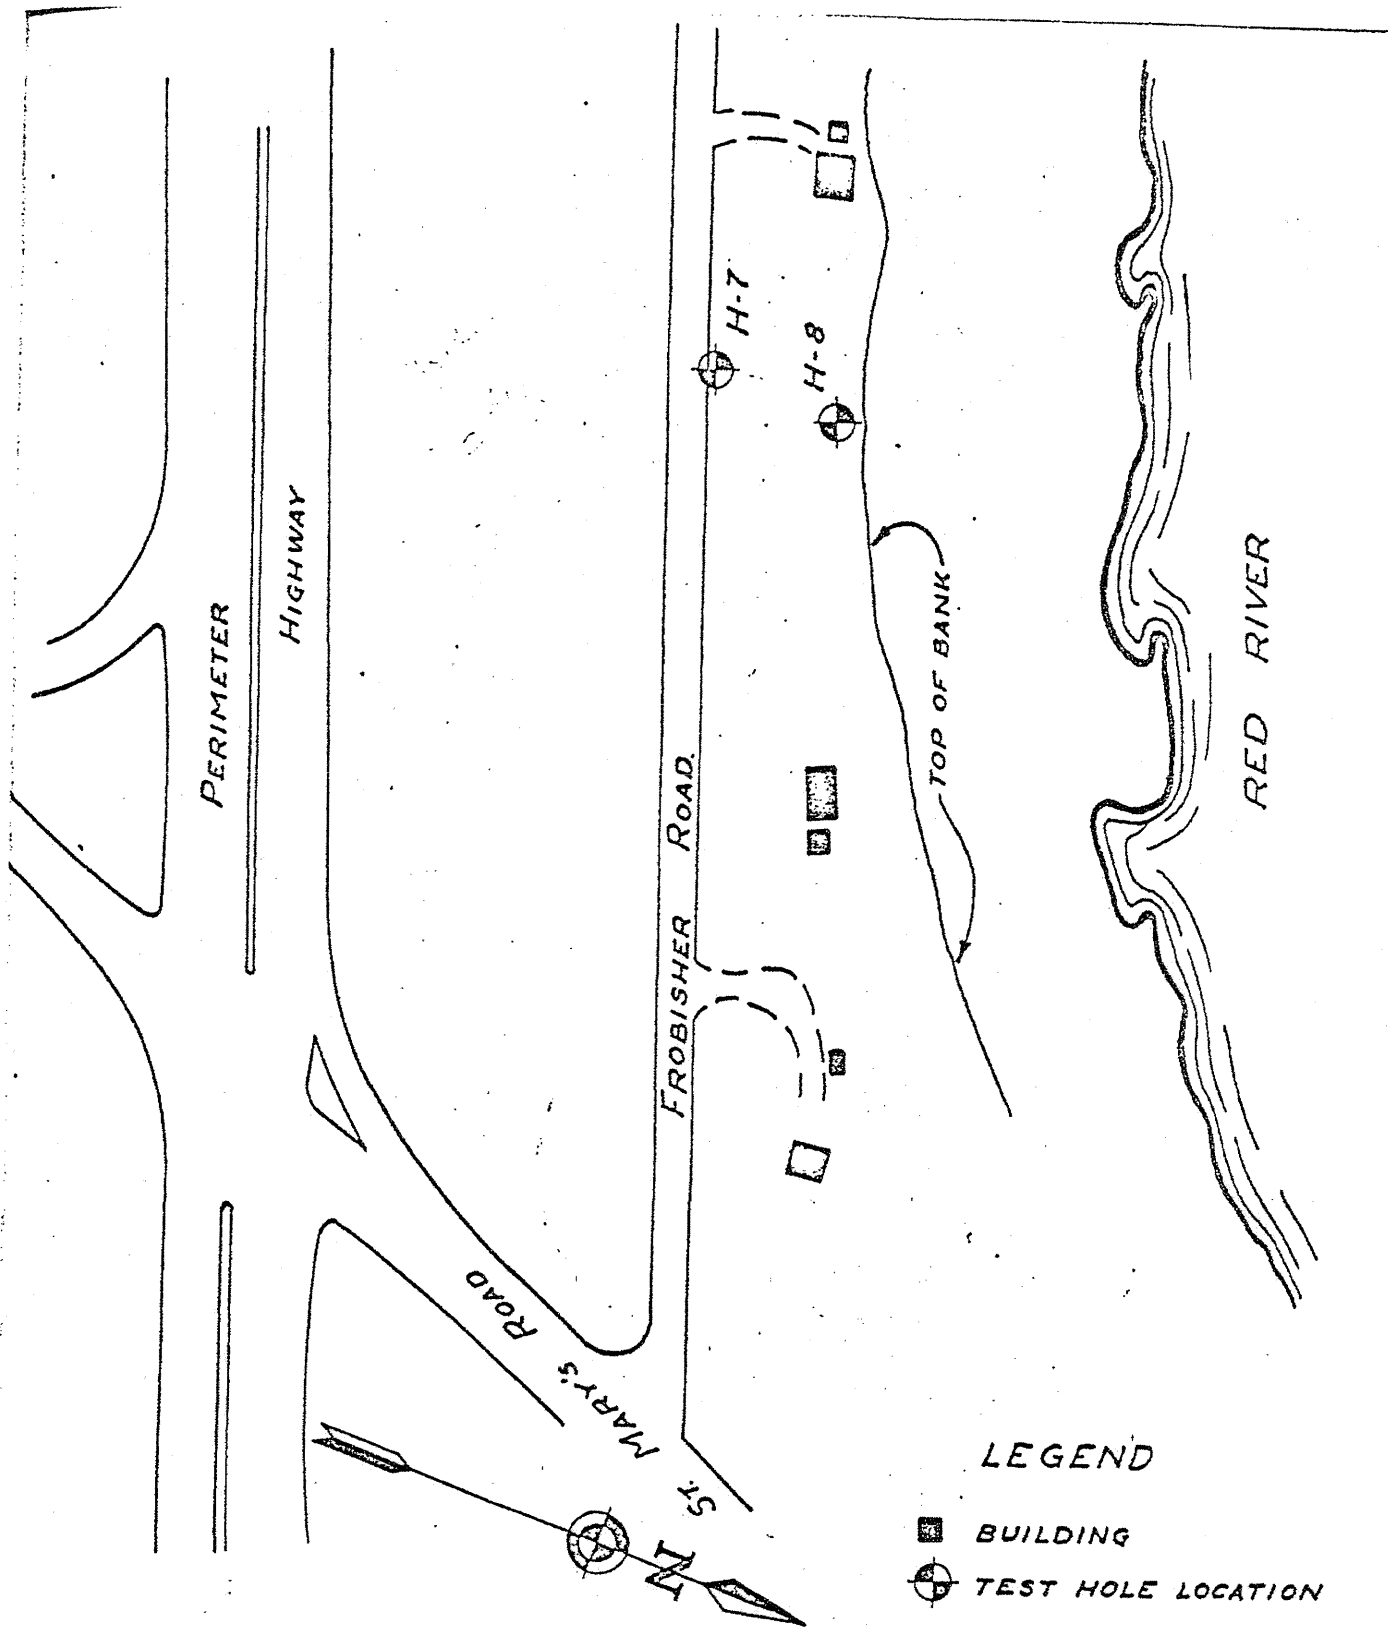 H-7
H-8
PERIMETER
HIGHWAY
TOP OF BANK
RED RIVER
FROBISHER ROAD.
ST. MARY'S ROAD
N
LEGEND
BUILDING
TEST HOLE LOCATION